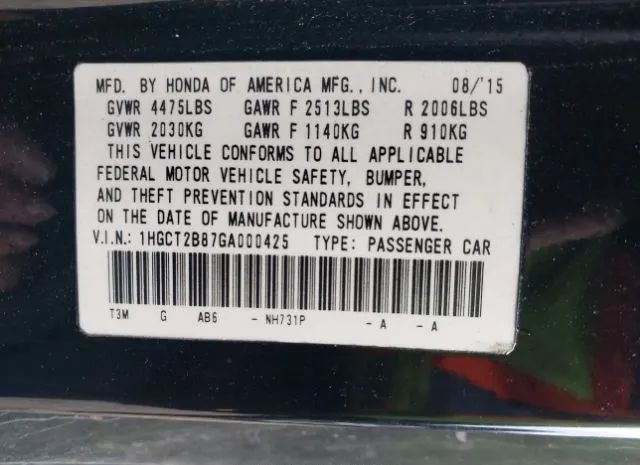 MFD. BY HONDA OF AMERICA MFG., INC. 08/'15
GVWR 4475LBS GAWR F 2513LBS R 2006LBS
GVWR 2030KG GAWR F 1140KG R 910KG
THIS VEHICLE CONFORMS TO ALL APPLICABLE
FEDERAL MOTOR VEHICLE SAFETY, BUMPER,
AND THEFT PREVENTION STANDARDS IN EFFECT
ON THE DATE OF MANUFACTURE SHOWN ABOVE.
V.I.N.: 1HGCT2B87GA000425 TYPE: PASSENGER CAR
T3M G AB6 - NH731P - A - A